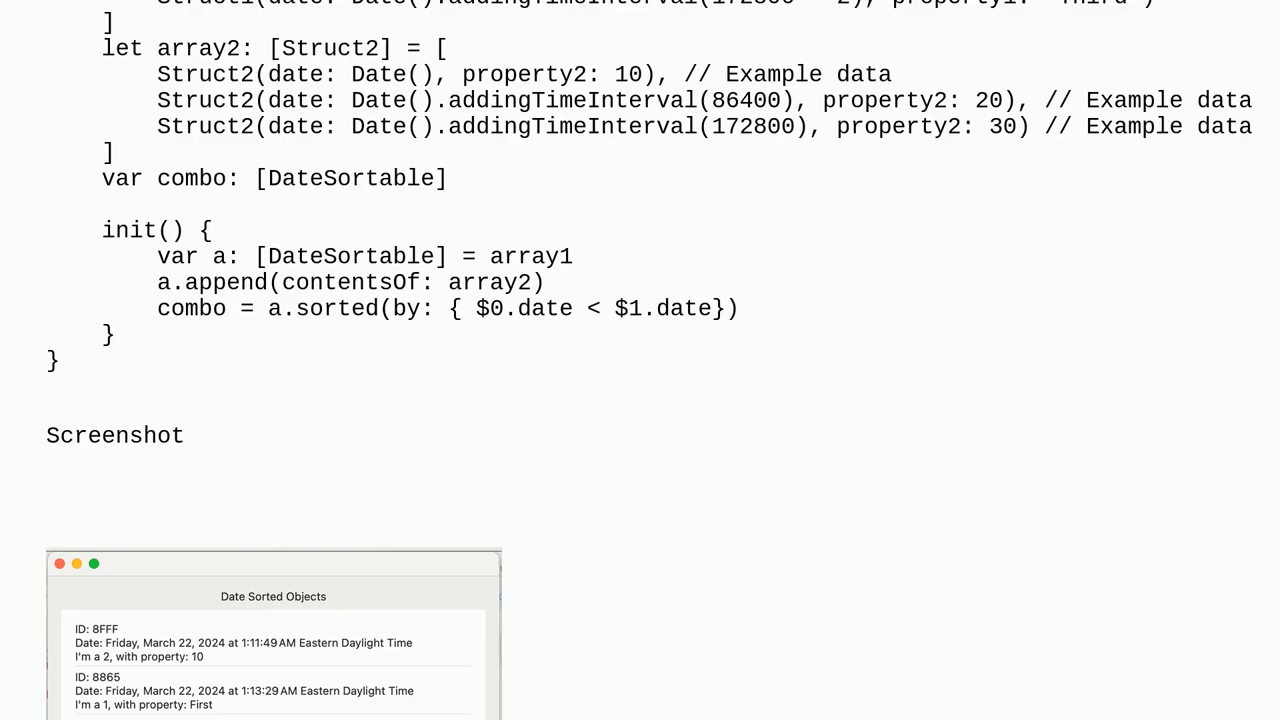 ]
let array2: [Struct2] = [
Struct2(date: Date(), property2: 10), // Example data
Struct2(date: Date().addingTimeInterval(86400), property2: 20), // Example data
Struct2(date: Date().addingTimeInterval(172800), property2: 30) // Example data
]
var combo: [DateSortable]
init() {
var a: [DateSortable] = array1
a.append(contentsOf: array2)
combo = a.sorted(by: { $0.date < $1.date})
}
}
Screenshot
Date Sorted Objects
ID: 8FFF
Date: Friday, March 22, 2024 at 1:11:49 AM Eastern Daylight Time
I'm a 2, with property: 10
ID: 8865
Date: Friday, March 22, 2024 at 1:13:29 AM Eastern Daylight Time
I'm a 1, with property: First